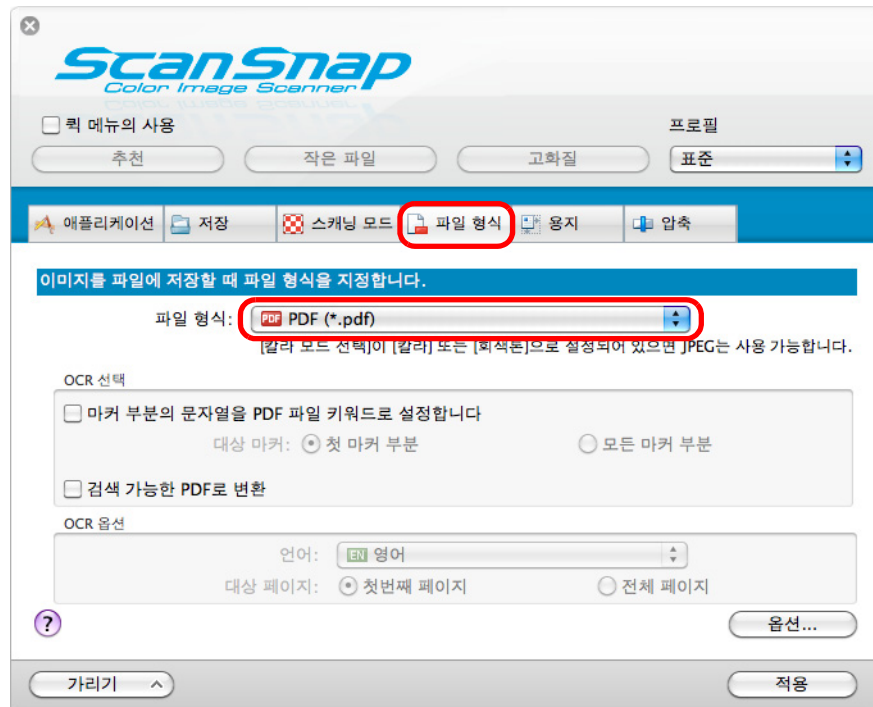 ScanSnap
Color Image Scanner
퀵 메뉴의 사용
프로필
추천 작은 파일 고화질 표준
애플리케이션 저장 스캐닝 모드 파일 형식 용지 압축
이미지를 파일에 저장할 때 파일 형식을 지정합니다.
파일 형식: PDF PDF (*.pdf)
[칼라 모드 선택]이 [칼라] 또는 [회색톤]으로 설정되어 있으면 JPEG는 사용 가능합니다.
OCR 선택
마커 부분의 문자열을 PDF 파일 키워드로 설정합니다
대상 마커: 첫 마커 부분 모든 마커 부분
검색 가능한 PDF로 변환
OCR 옵션
언어: EN 영어
대상 페이지: 첫번째 페이지 전체 페이지
? 옵션...
가리기 적용